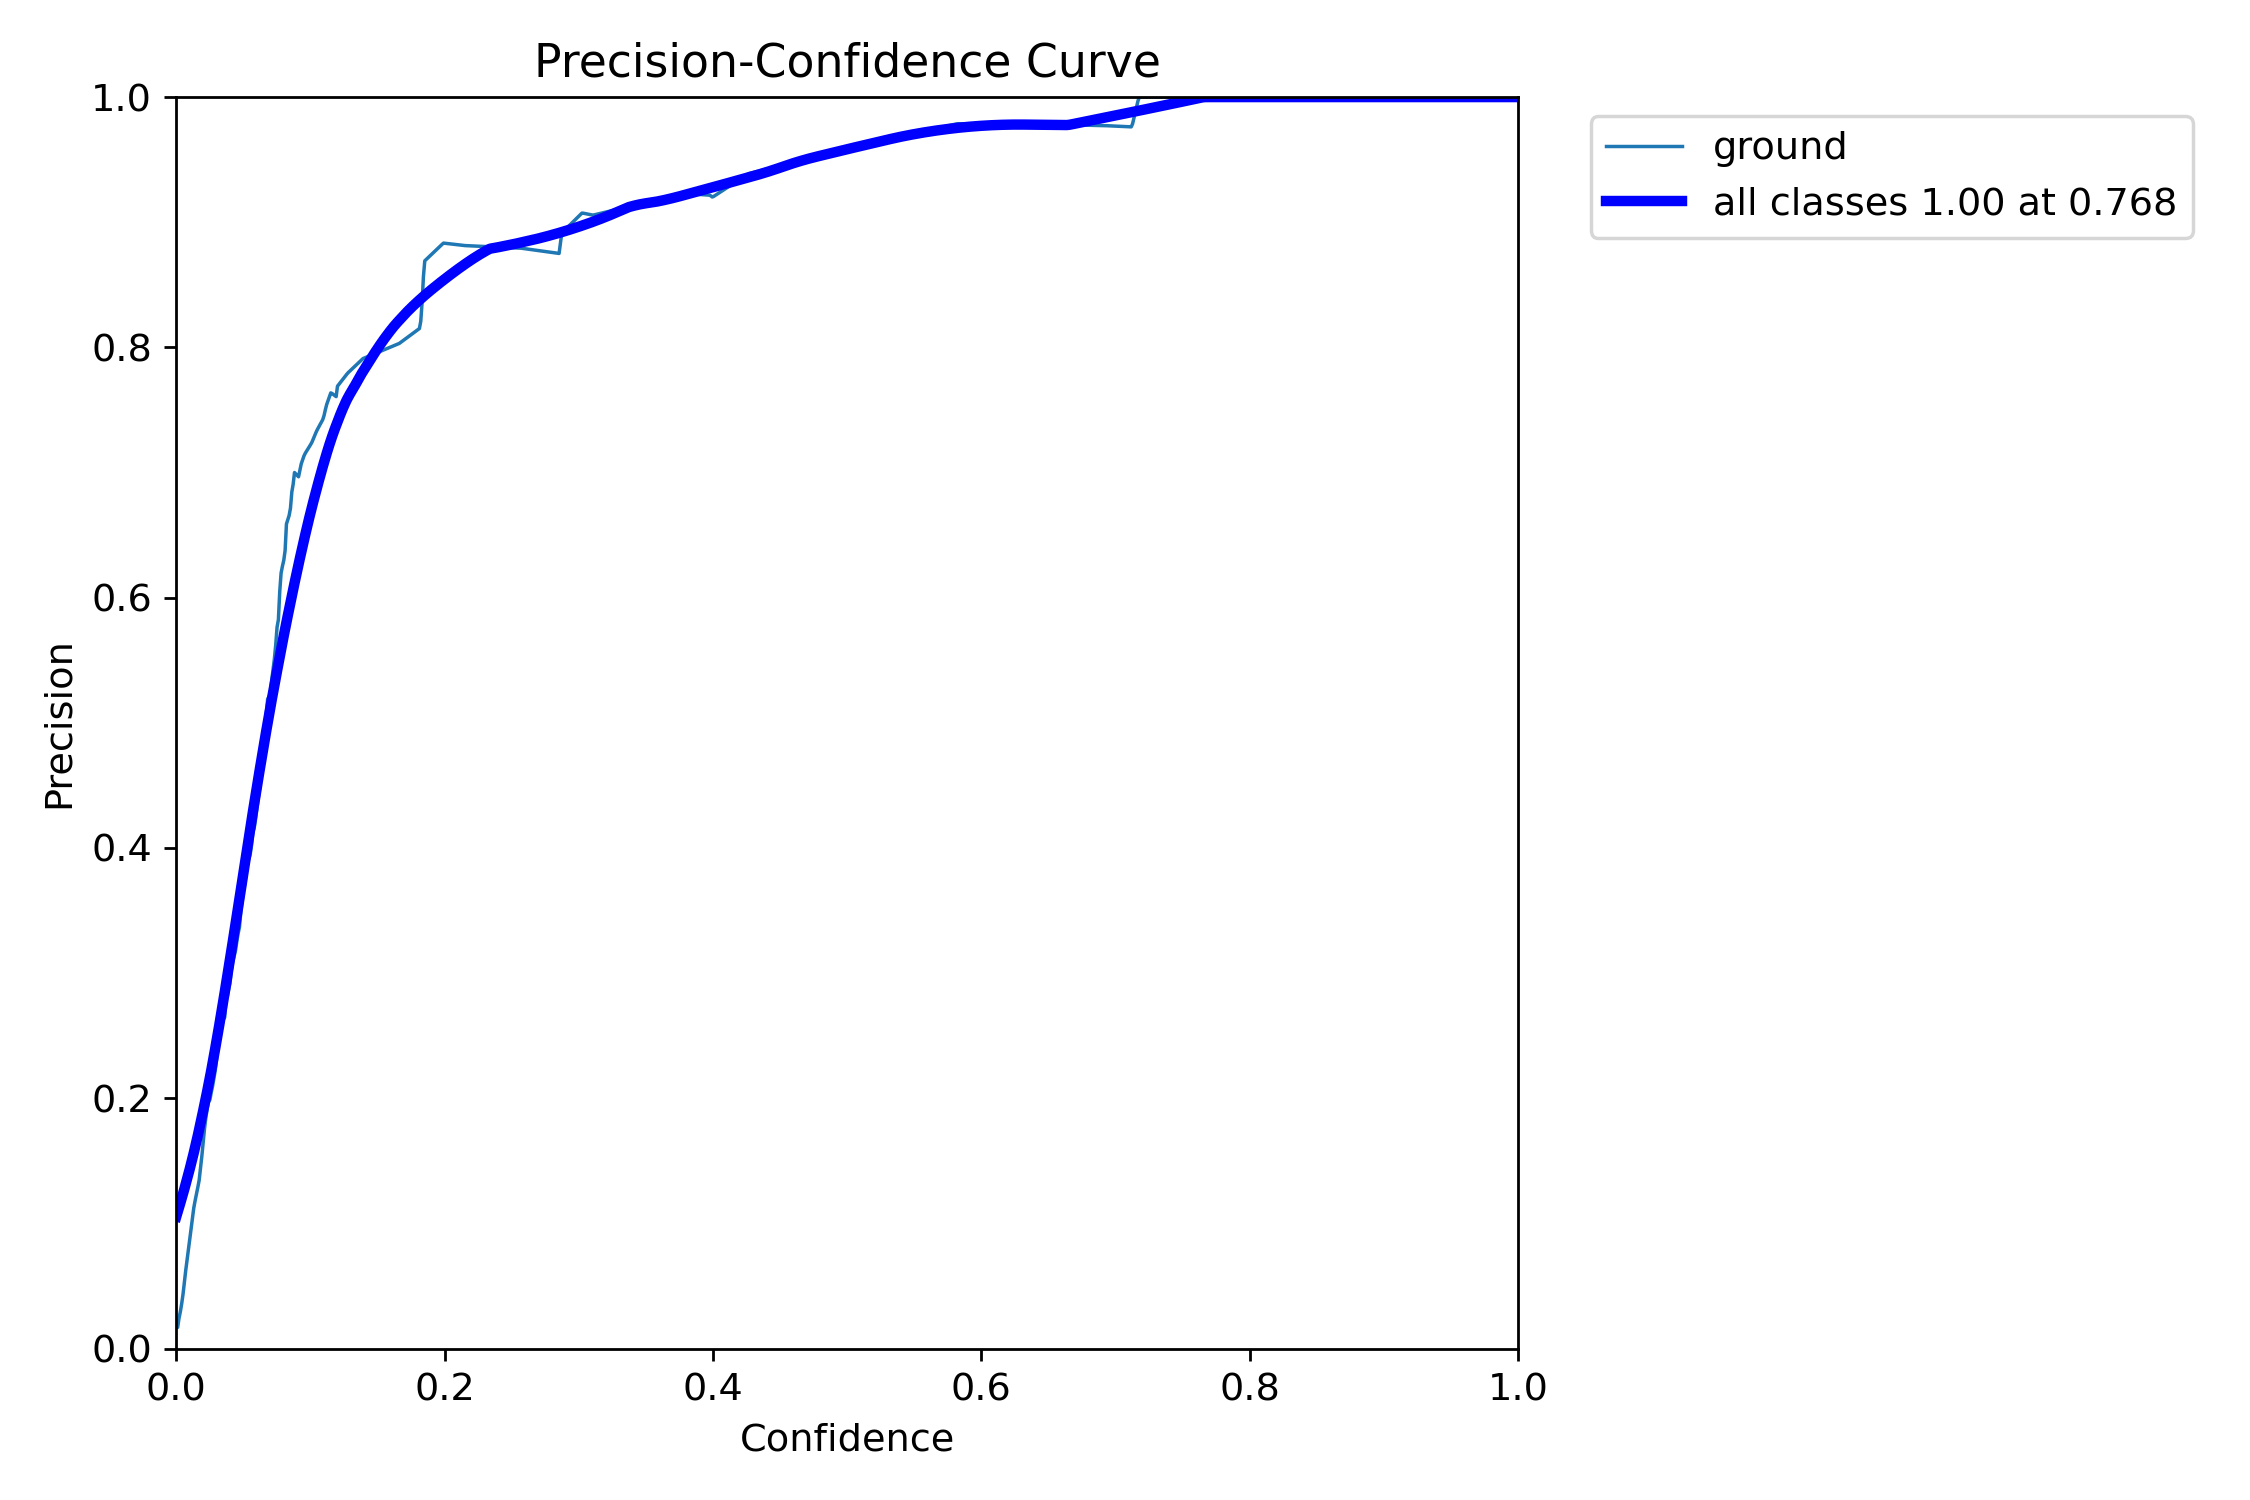 Precision-Confidence Curve
1.0
0.8
0.6
0.4
0.2
0.0
Precision
0.0 0.2 0.4 0.6 0.8 1.0
Confidence
ground
all classes 1.00 at 0.768